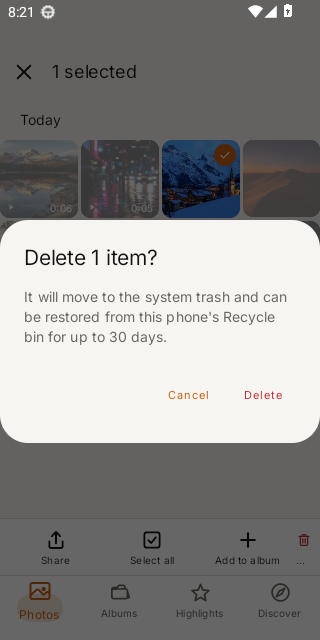 8:21
1 selected
Today
0:06
0:05
Delete 1 item?
It will move to the system trash and can
be restored from this phone's Recycle
bin for up to 30 days.
Cancel
Delete
Share
Select all
Add to album
...
Photos
Albums
Highlights
Discover